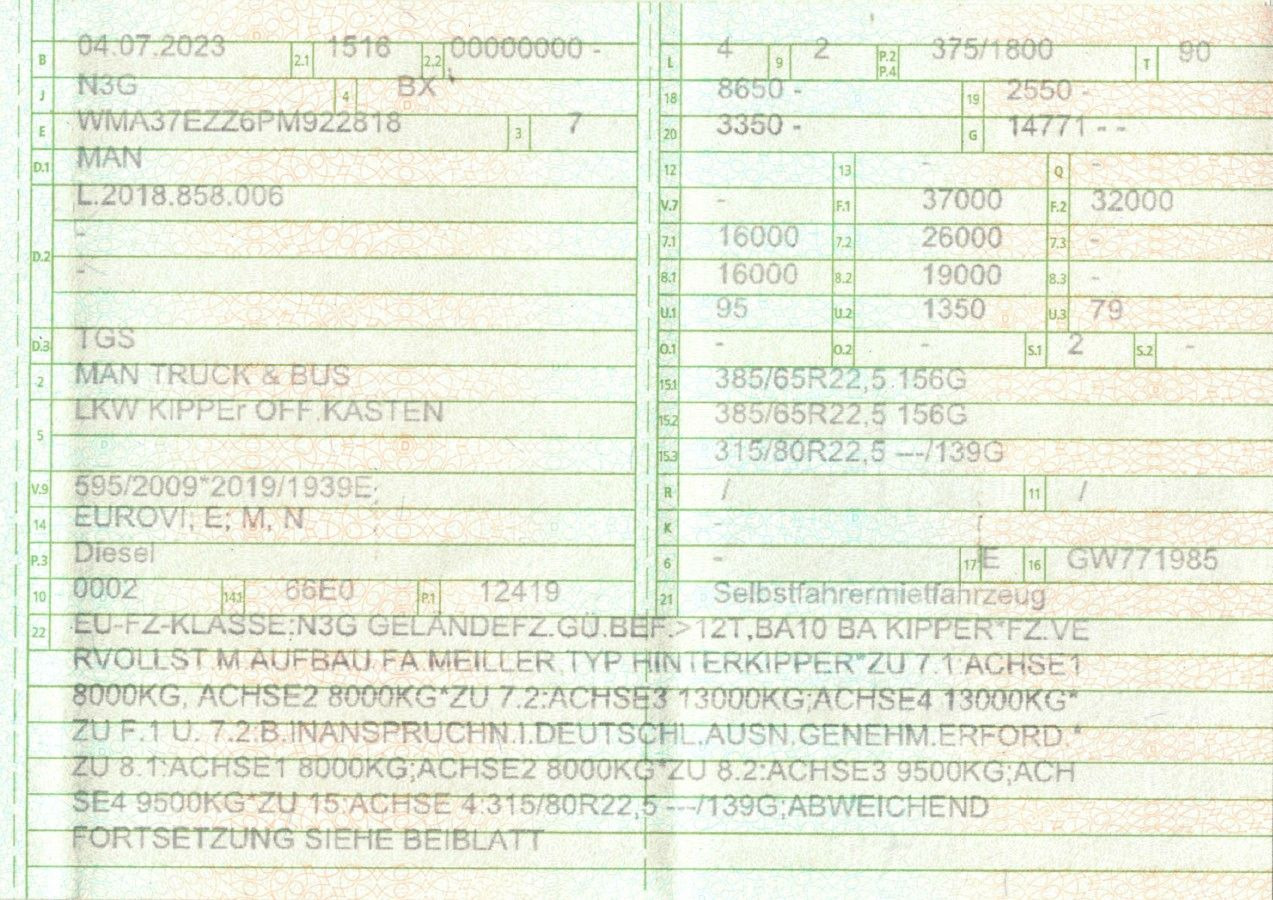 B 04.07.2023 2.1 1516 2.2 00000000 -
J N3G 4 BX
E WMA37EZZ6PM922818 3 7
D.1 MAN
L.2018.858.006
-
D.2
-
D.3 TGS
2 MAN TRUCK & BUS
LKW KIPPEr OFF.KASTEN
5
V.9 595/2009*2019/1939E;
14 EUROVI; E; M, N
P.3 Diesel
10 0002 14.1 66E0 P.1 12419
L 4 9 2 P.2 P.4 375/1800 T 90
18 8650 - 19 2550 -
20 3350 - G 14771 - -
12 13 - Q -
V.7 - F.1 37000 F.2 32000
7.1 16000 7.2 26000 7.3 -
8.1 16000 8.2 19000 8.3 -
U.1 95 U.2 1350 U.3 79
O.1 - O.2 - S.1 2 S.2 -
15.1 385/65R22,5 156G
15.2 385/65R22,5 156G
15.3 315/80R22,5 ---/139G
R / 11 /
K -
6 - 17 E 16 GW771985
21 Selbstfahrermietfahrzeug
22 EU-FZ-KLASSE:N3G GELÄNDEFZ.GÜ.BEF.>12T,BA10 BA KIPPER*FZ.VE
RVOLLST.M.AUFBAU.FA.MEILLER,TYP HINTERKIPPER*ZU 7.1:ACHSE1
8000KG, ACHSE2 8000KG*ZU 7.2:ACHSE3 13000KG;ACHSE4 13000KG*
ZU F.1 U. 7.2:B.INANSPRUCHN.I.DEUTSCHL.AUSN.GENEHM.ERFORD.*
ZU 8.1:ACHSE1 8000KG;ACHSE2 8000KG*ZU 8.2:ACHSE3 9500KG;ACH
SE4 9500KG*ZU 15:ACHSE 4:315/80R22,5 ---/139G;ABWEICHEND
FORTSETZUNG SIEHE BEIBLATT